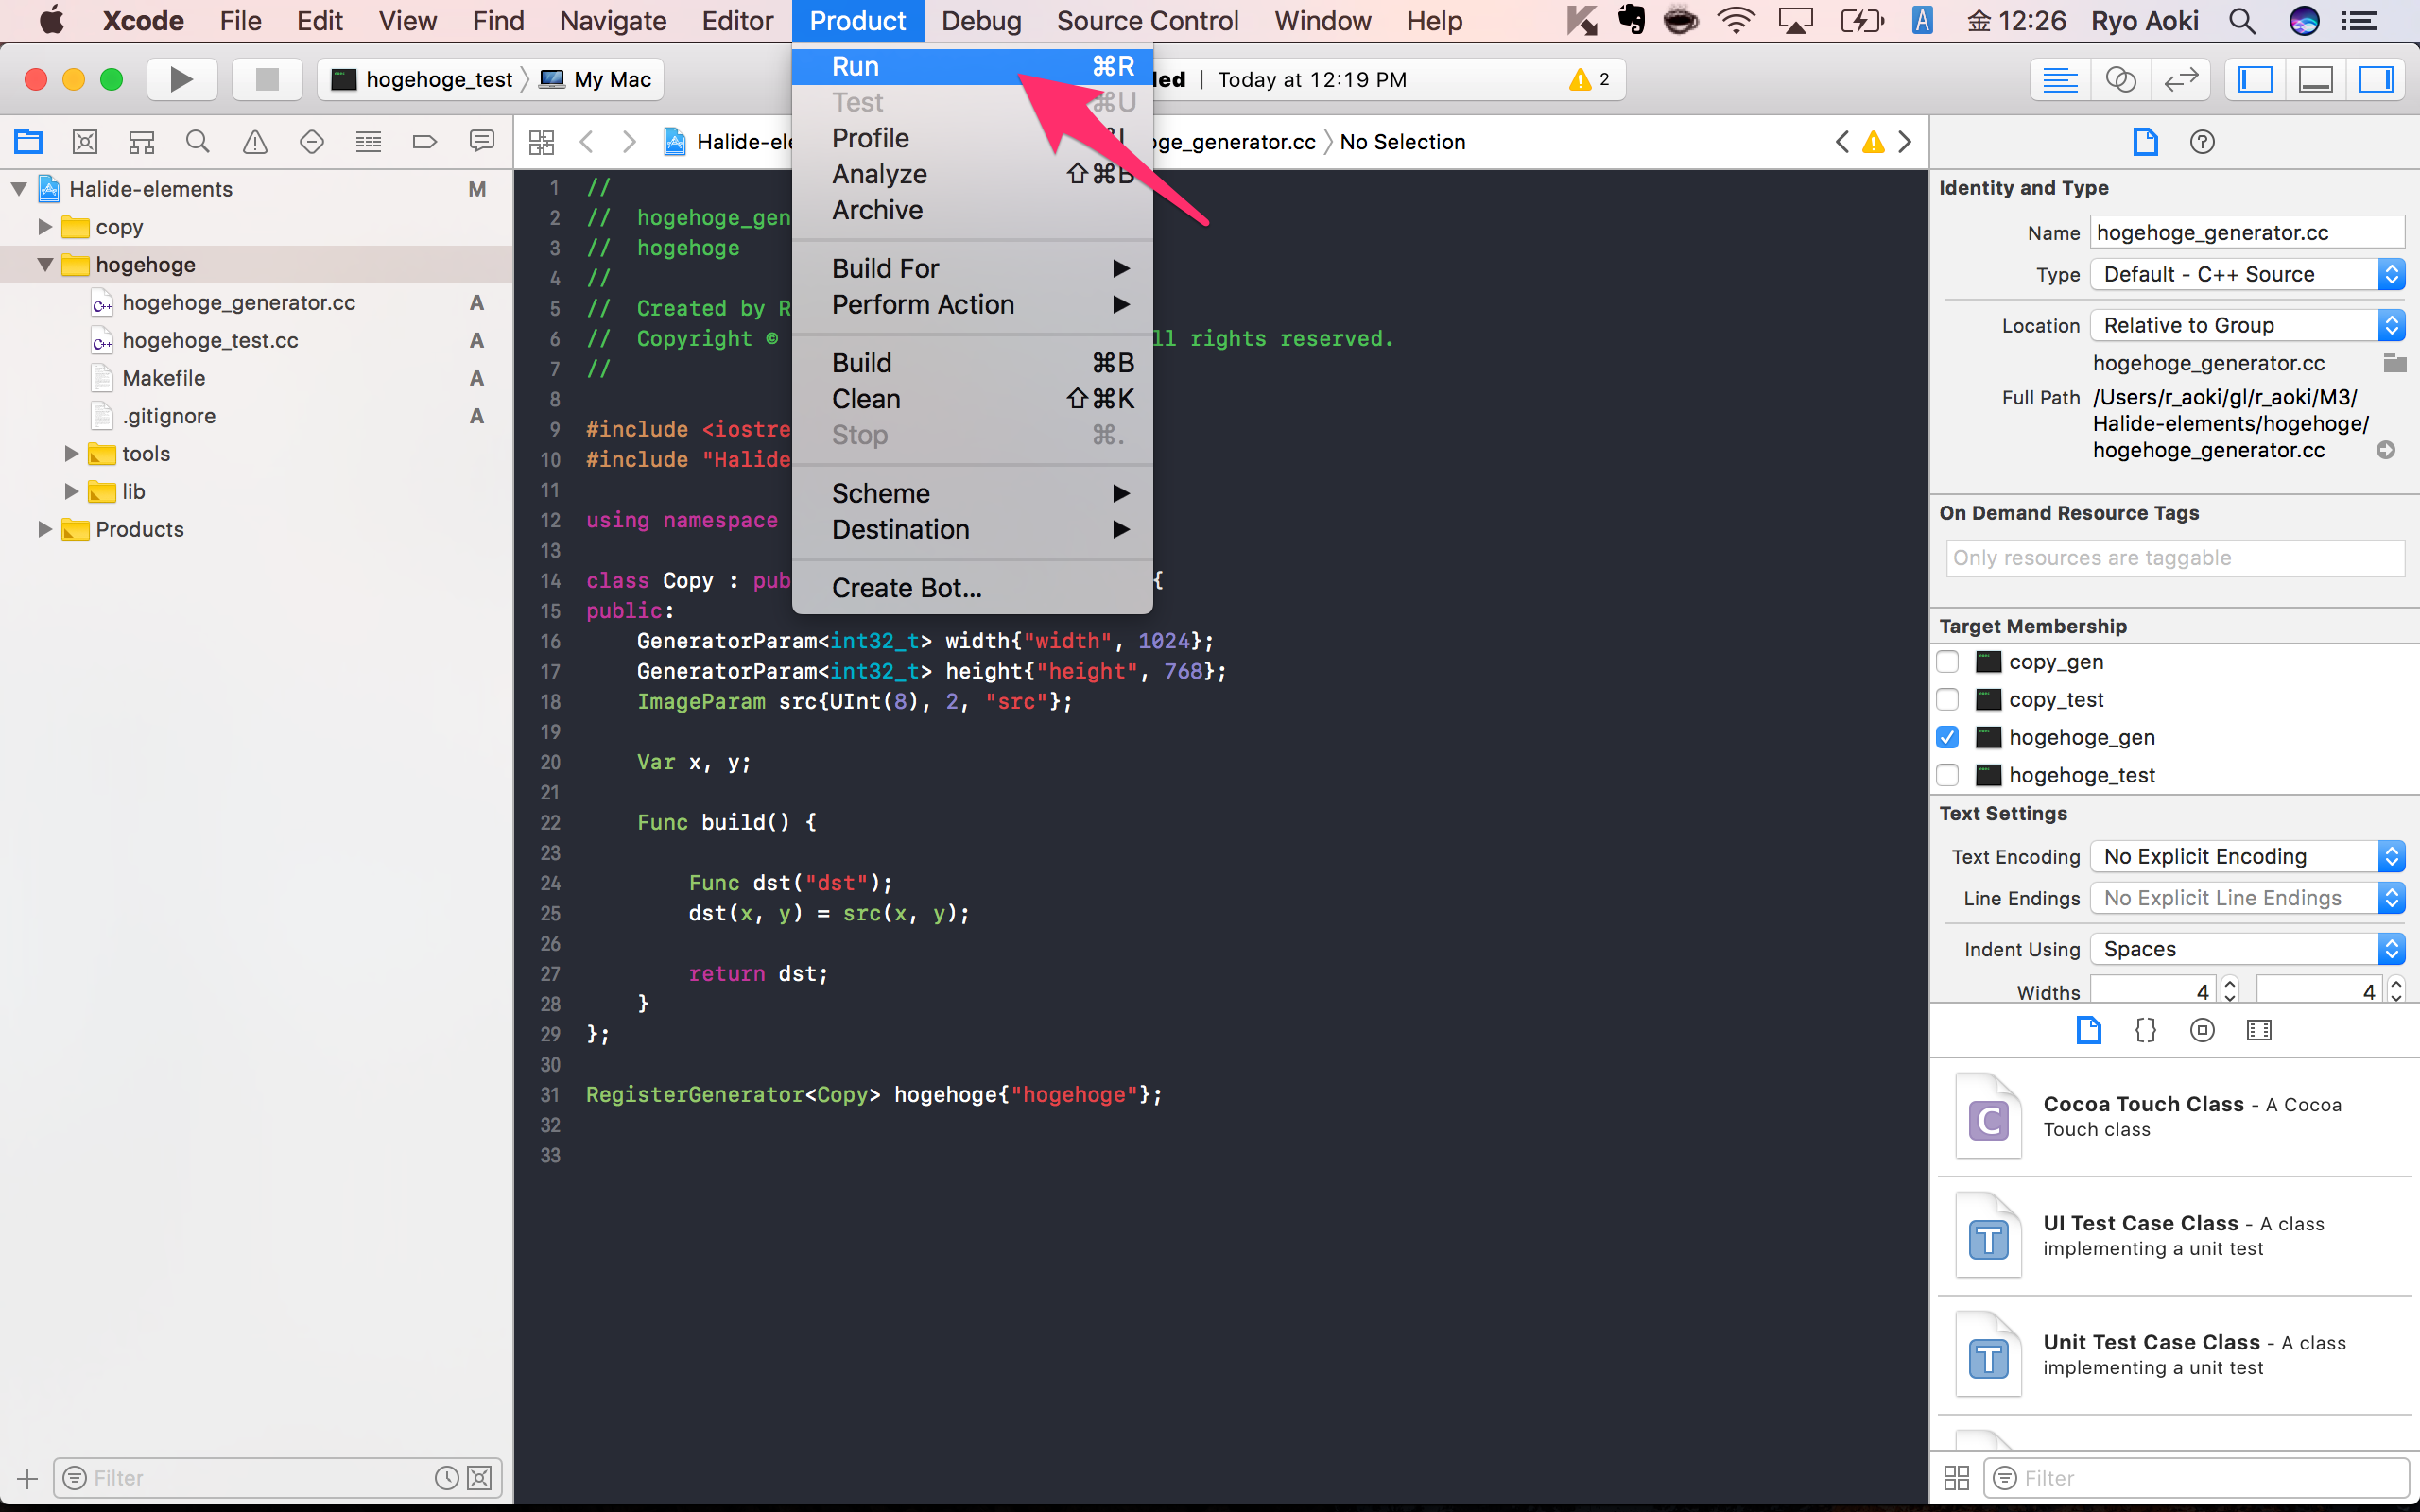 Xcode File Edit View Find Navigate Editor Product Debug Source Control Window Help A 金 12:26 Ryo Aoki
hogehoge_test My Mac
Today at 12:19 PM 2
Run ⌘R
Test ⌘U
Profile
Analyze ⇧⌘B
Archive
Build For
Perform Action
Build ⌘B
Clean ⇧⌘K
Stop ⌘.
Scheme
Destination
Create Bot...
Halide-elements M
copy
hogehoge
C++ hogehoge_generator.cc A
C++ hogehoge_test.cc A
Makefile A
.gitignore A
tools
lib
Products
Filter
No Selection
1 //
2 //
3 // hogehoge
4 //
5 // Created by
6 // Copyright © rights reserved.
7 //
8
9 #include
10 #include "Halide
11
12 using namespace
13
14 class Copy : {
15 public:
16 GeneratorParam<int32_t> width{"width", 1024};
17 GeneratorParam<int32_t> height{"height", 768};
18 ImageParam src{UInt(8), 2, "src"};
19
20 Var x, y;
21
22 Func build() {
23
24 Func dst("dst");
25 dst(x, y) = src(x, y);
26
27 return dst;
28 }
29 };
30
31 RegisterGenerator<Copy> hogehoge{"hogehoge"};
32
33
Identity and Type
Name hogehoge_generator.cc
Type Default - C++ Source
Location Relative to Group
hogehoge_generator.cc
Full Path /Users/r_aoki/gl/r_aoki/M3/
Halide-elements/hogehoge/
hogehoge_generator.cc
On Demand Resource Tags
Only resources are taggable
Target Membership
copy_gen
copy_test
hogehoge_gen
hogehoge_test
Text Settings
Text Encoding No Explicit Encoding
Line Endings No Explicit Line Endings
Indent Using Spaces
Widths 4 4
{}
C Cocoa Touch Class - A Cocoa
Touch class
T UI Test Case Class - A class
implementing a unit test
T Unit Test Case Class - A class
implementing a unit test
Filter